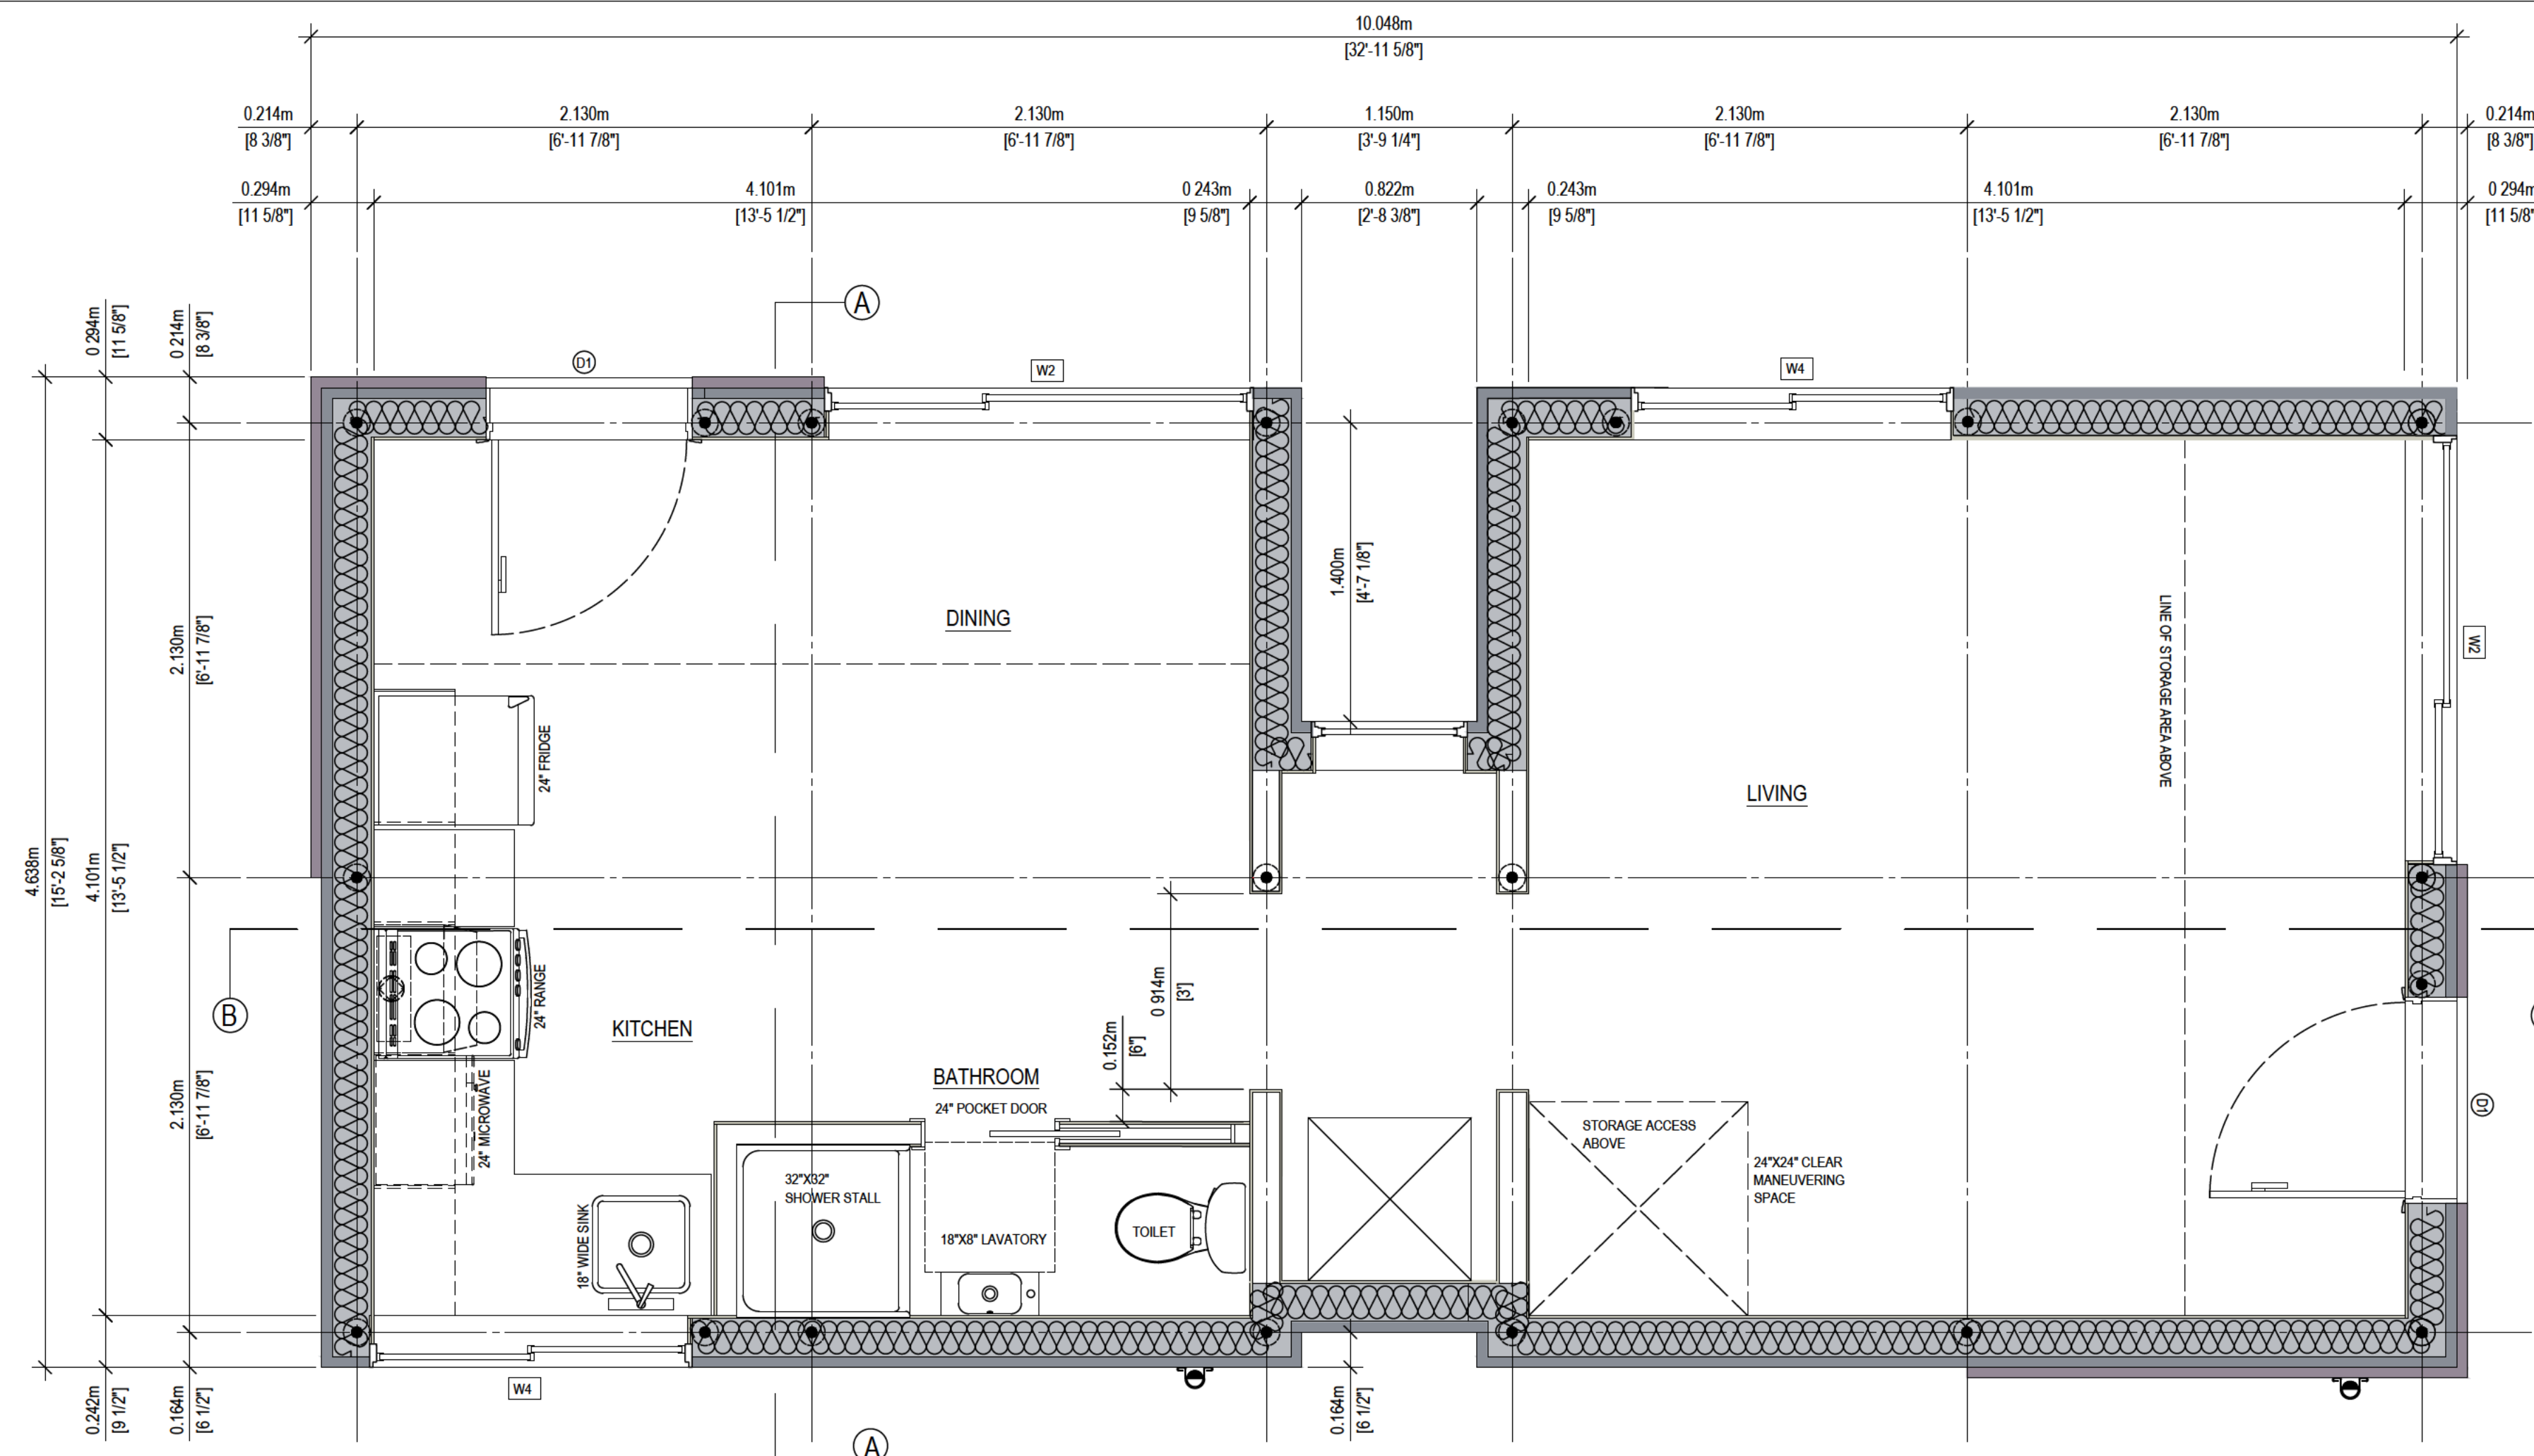 10.048m
[32'-11 5/8"]
0.214m
2.130m
2.130m
1.150m
2.130m
2.130m
0.214m
[8 3/8"]
[6'-11 7/8"]
[6'-11 7/8"]
[3'-9 1/4"]
[6'-11 7/8"]
[6'-11 7/8"]
[8 3/8"]
0.294m
4.101m
0 243m
0.822m
0.243m
4.101m
0 294m
[11 5/8"]
[13'-5 1/2"]
[9 5/8"]
[2'-8 3/8"]
[9 5/8"]
[13'-5 1/2"]
[11 5/8"
0 294m
[11 5/8"]
0 214m
[8 3/8"]
A
D1
W2
W4
1.400m
[4'-7 1/8"]
DINING
2.130m
[6'-11 7/8"]
LINE OF STORAGE AREA ABOVE
W2
24" FRIDGE
LIVING
4.638m
[15'-2 5/8"]
4.101m
[13'-5 1/2"]
B
24" RANGE
KITCHEN
0 914m
[3']
0.152m
[6"]
2.130m
[6'-11 7/8"]
24" MICROWAVE
BATHROOM
24" POCKET DOOR
STORAGE ACCESS
ABOVE
24"X24" CLEAR
MANEUVERING
SPACE
D1
32"X32"
SHOWER STALL
18" WIDE SINK
18"X8" LAVATORY
TOILET
W4
0.242m
[9 1/2"]
0.164m
[6 1/2"]
0.164m
[6 1/2"]
A